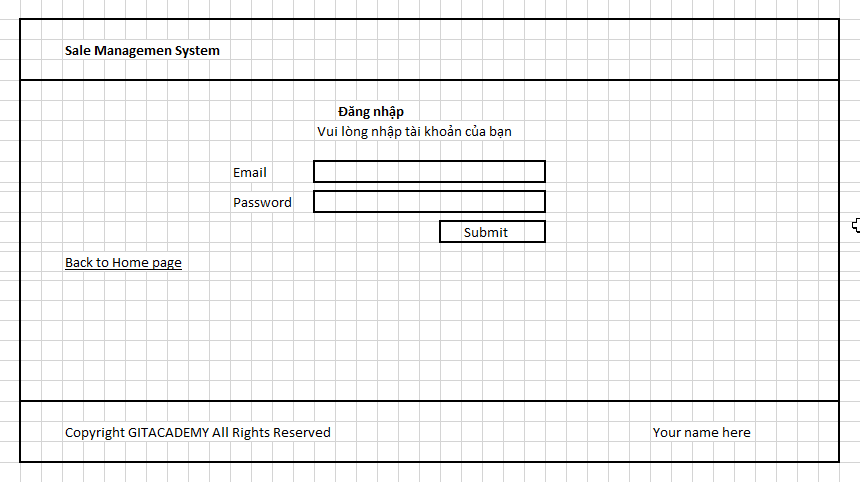 Sale Managemen System
Đăng nhập
Vui lòng nhập tài khoản của bạn
Email
Password
Submit
Back to Home page
Copyright GITACADEMY All Rights Reserved
Your name here